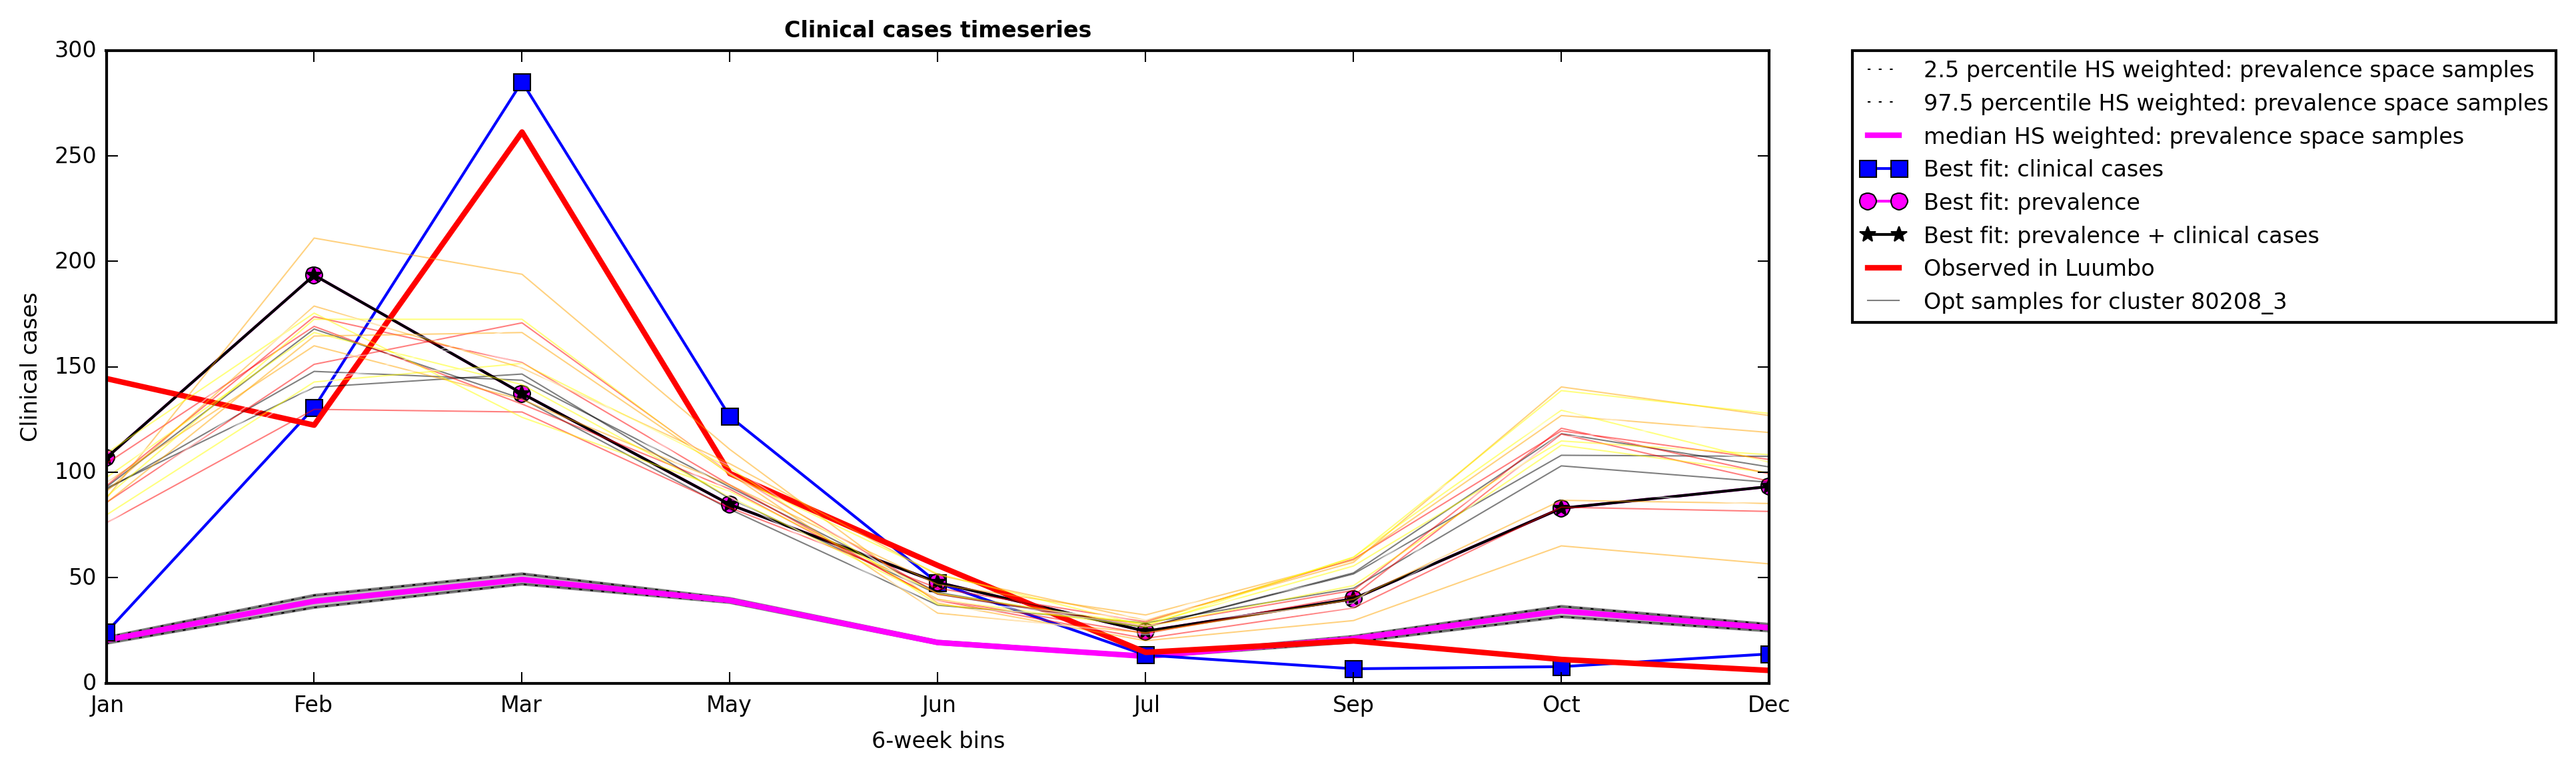 Clinical cases timeseries
300
250
200
150
100
50
0
Clinical cases
Jan Feb Mar May Jun Jul Sep Oct Dec
6-week bins
2.5 percentile HS weighted: prevalence space samples
97.5 percentile HS weighted: prevalence space samples
median HS weighted: prevalence space samples
Best fit: clinical cases
Best fit: prevalence
Best fit: prevalence + clinical cases
Observed in Luumbo
Opt samples for cluster 80208_3